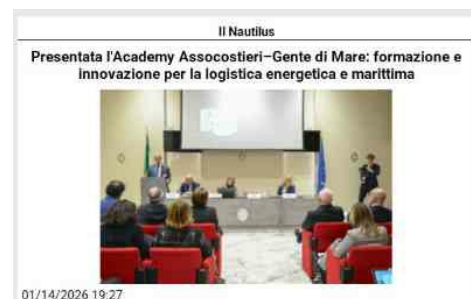 Il Nautilus
Presentata l'Academy Assocostieri–Gente di Mare: formazione e
innovazione per la logistica energetica e marittima
01/14/2026 19:27